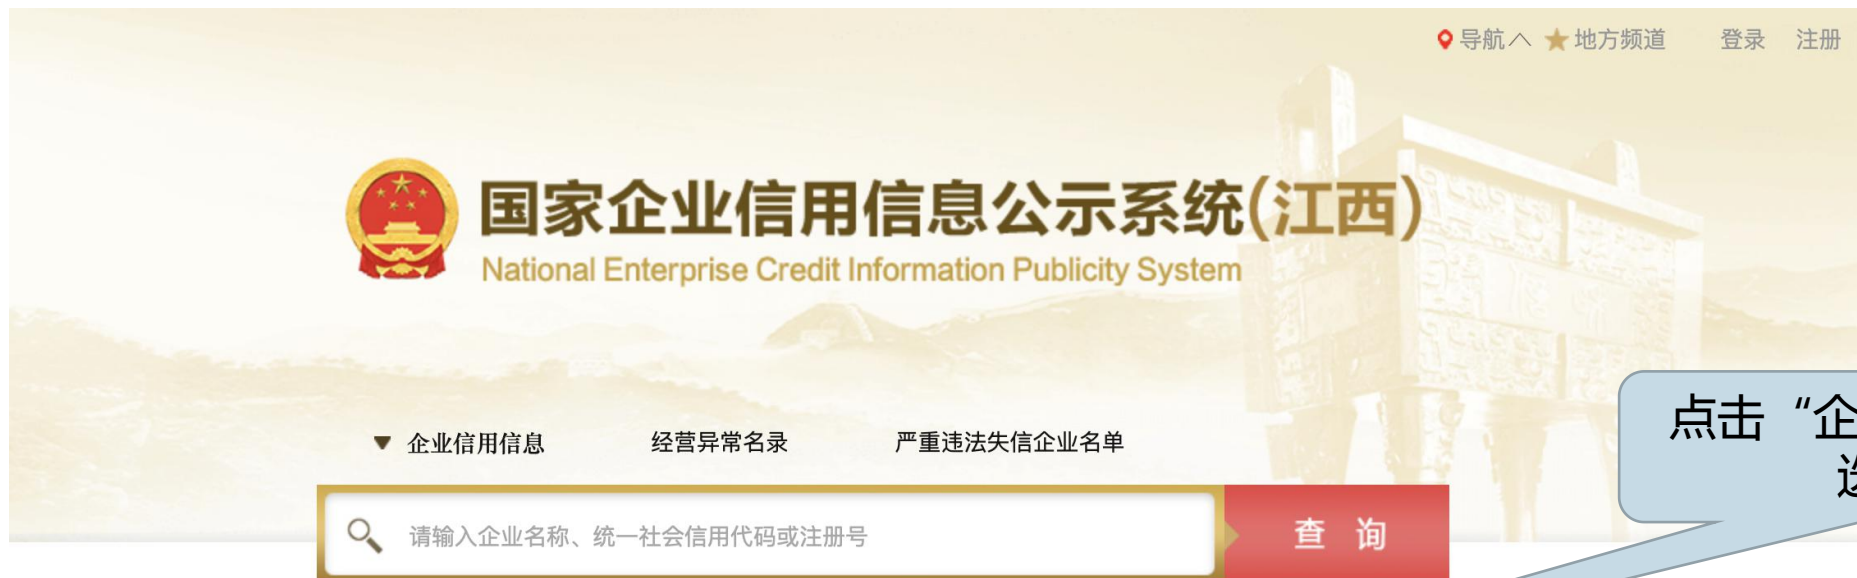 导航 地方频道 登录 注册
国家企业信用信息公示系统(江西)
National Enterprise Credit Information Publicity System
企业信用信息 经营异常名录 严重违法失信企业名单
请输入企业名称、统一社会信用代码或注册号 查 询
点击“企